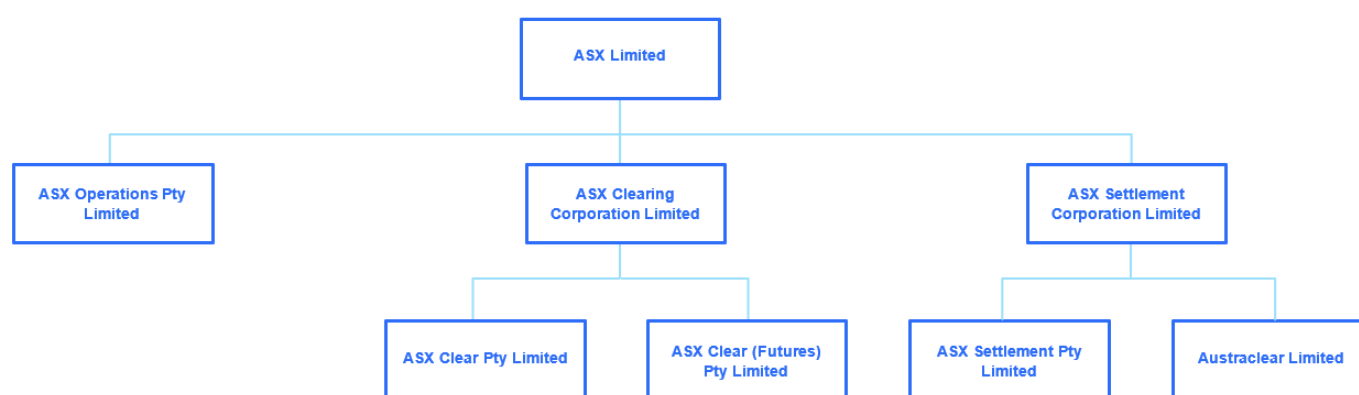 ASX Limited
ASX Operations Pty
Limited
ASX Clearing
Corporation Limited
ASX Settlement
Corporation Limited
ASX Clear Pty Limited
ASX Clear (Futures)
Pty Limited
ASX Settlement Pty
Limited
Austraclear Limited